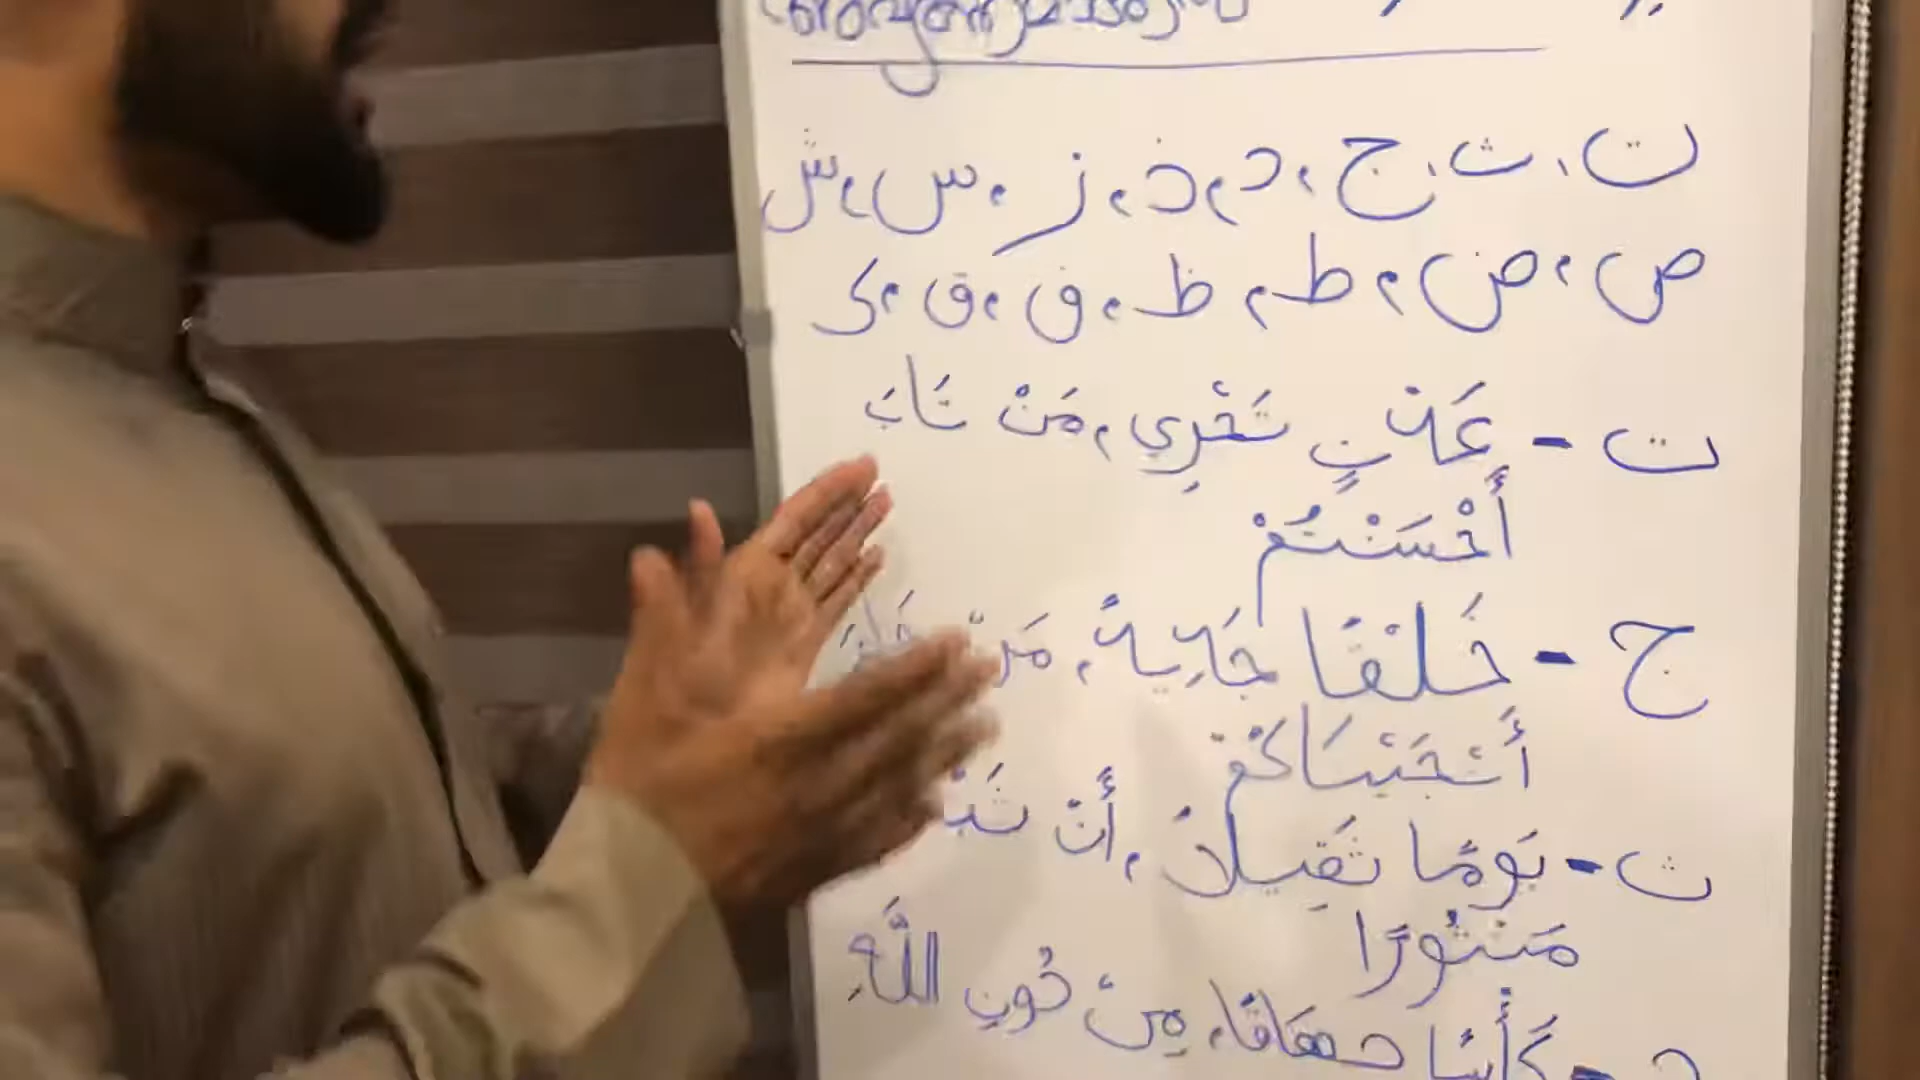 ت، ث، ج، د، ذ، ز، س، ش
ص، ض، ط، ظ، ف، ق، ک
ت - عَدْنٍ تَجْرِي، مَنْ تَابَ
أَحْسَنْتُمْ
ج - خَلْقًا جَدِيدً، مَنْ
أَنْجَيْنَاكُمْ
ث - يَوْمًا ثَقِيلًا، أَنْ
مَنْثُورًا
د - كَأْسًا دِهَاقًا، مِنْ دُونِ اللَّهِ